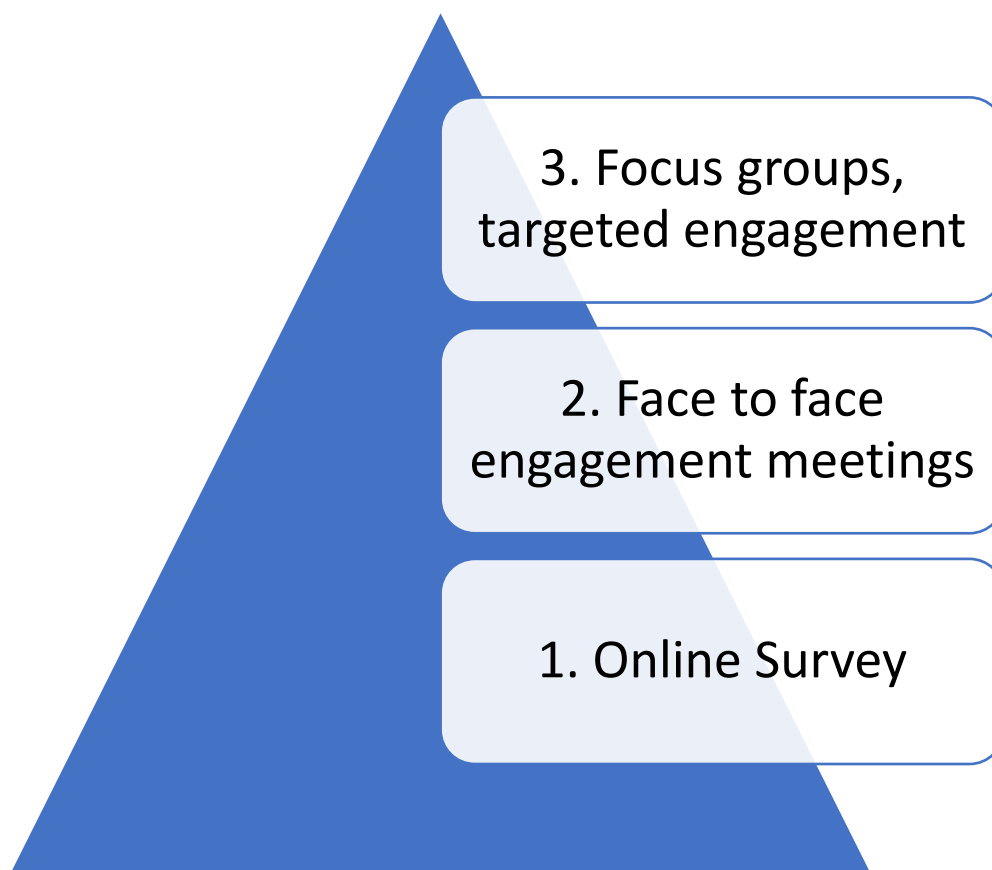 3. Focus groups,
targeted engagement
2. Face to face
engagement meetings
1. Online Survey